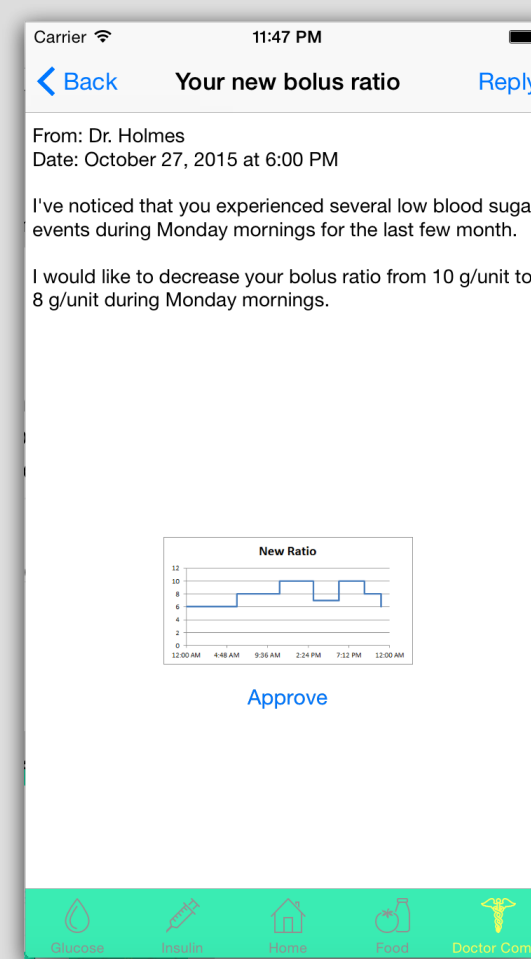 Carrier 11:47 PM
Back Your new bolus ratio Reply
From: Dr. Holmes
Date: October 27, 2015 at 6:00 PM
I've noticed that you experienced several low blood suga
events during Monday mornings for the last few month.
I would like to decrease your bolus ratio from 10 g/unit to
8 g/unit during Monday mornings.
New Ratio
12
10
8
6
4
2
0
12:00 AM 4:48 AM 9:36 AM 2:24 PM 7:12 PM 12:00 AM
Approve
Glucose Insulin Home Food Doctor Com